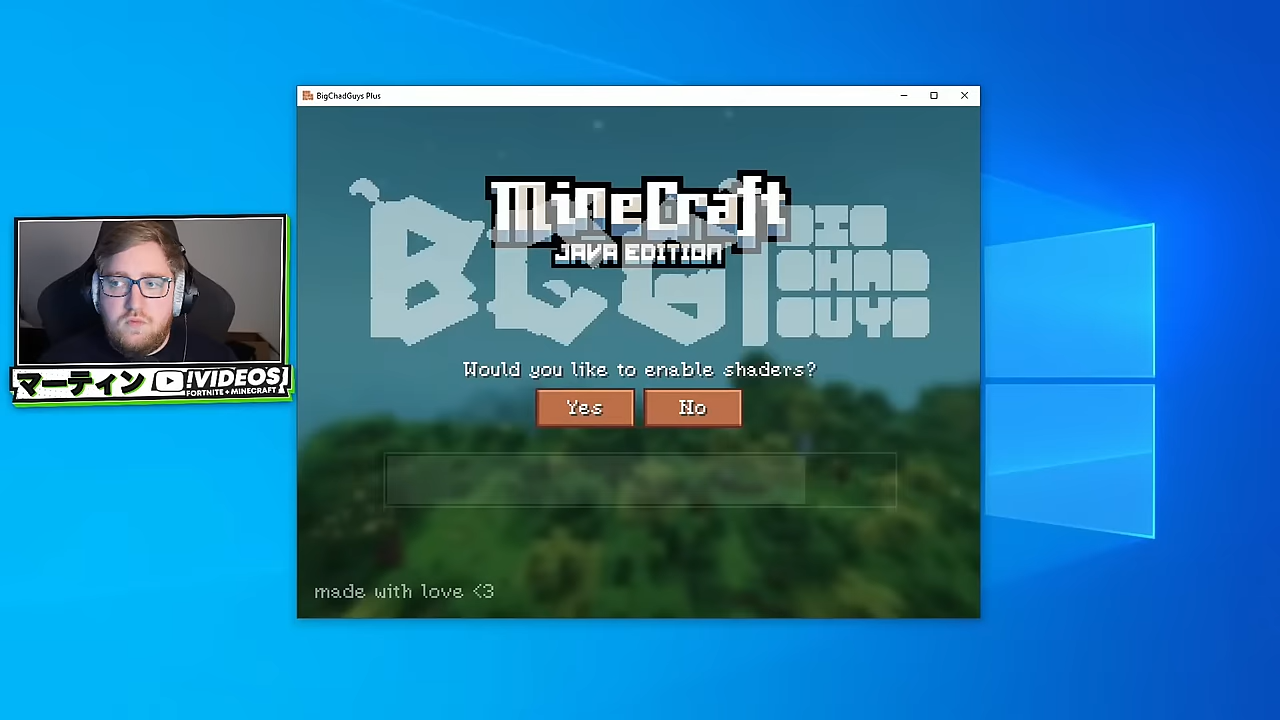 BigChadGuys Plus
MineCraft
JAVA EDITION
BCG
BIG
CHAD
GUYS
Would you like to enable shaders?
Yes
No
made with love <3
マーティン
!VIDEOS
FORTNITE + MINECRAFT